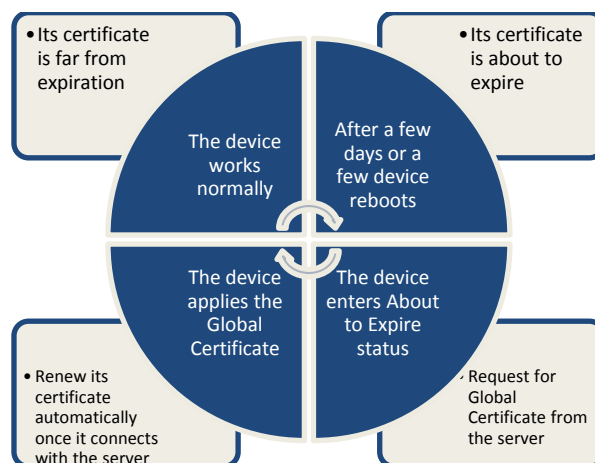 • Its certificate
is far from
expiration
• Its certificate
is about to
expire
The device
works
normally
After a few
days or a
few device
reboots
The device
applies the
Global
Certificate
The device
enters About
to Expire
status
• Renew its
certificate
automatically
once it connects
with the server
• Request for
Global
Certificate from
the server